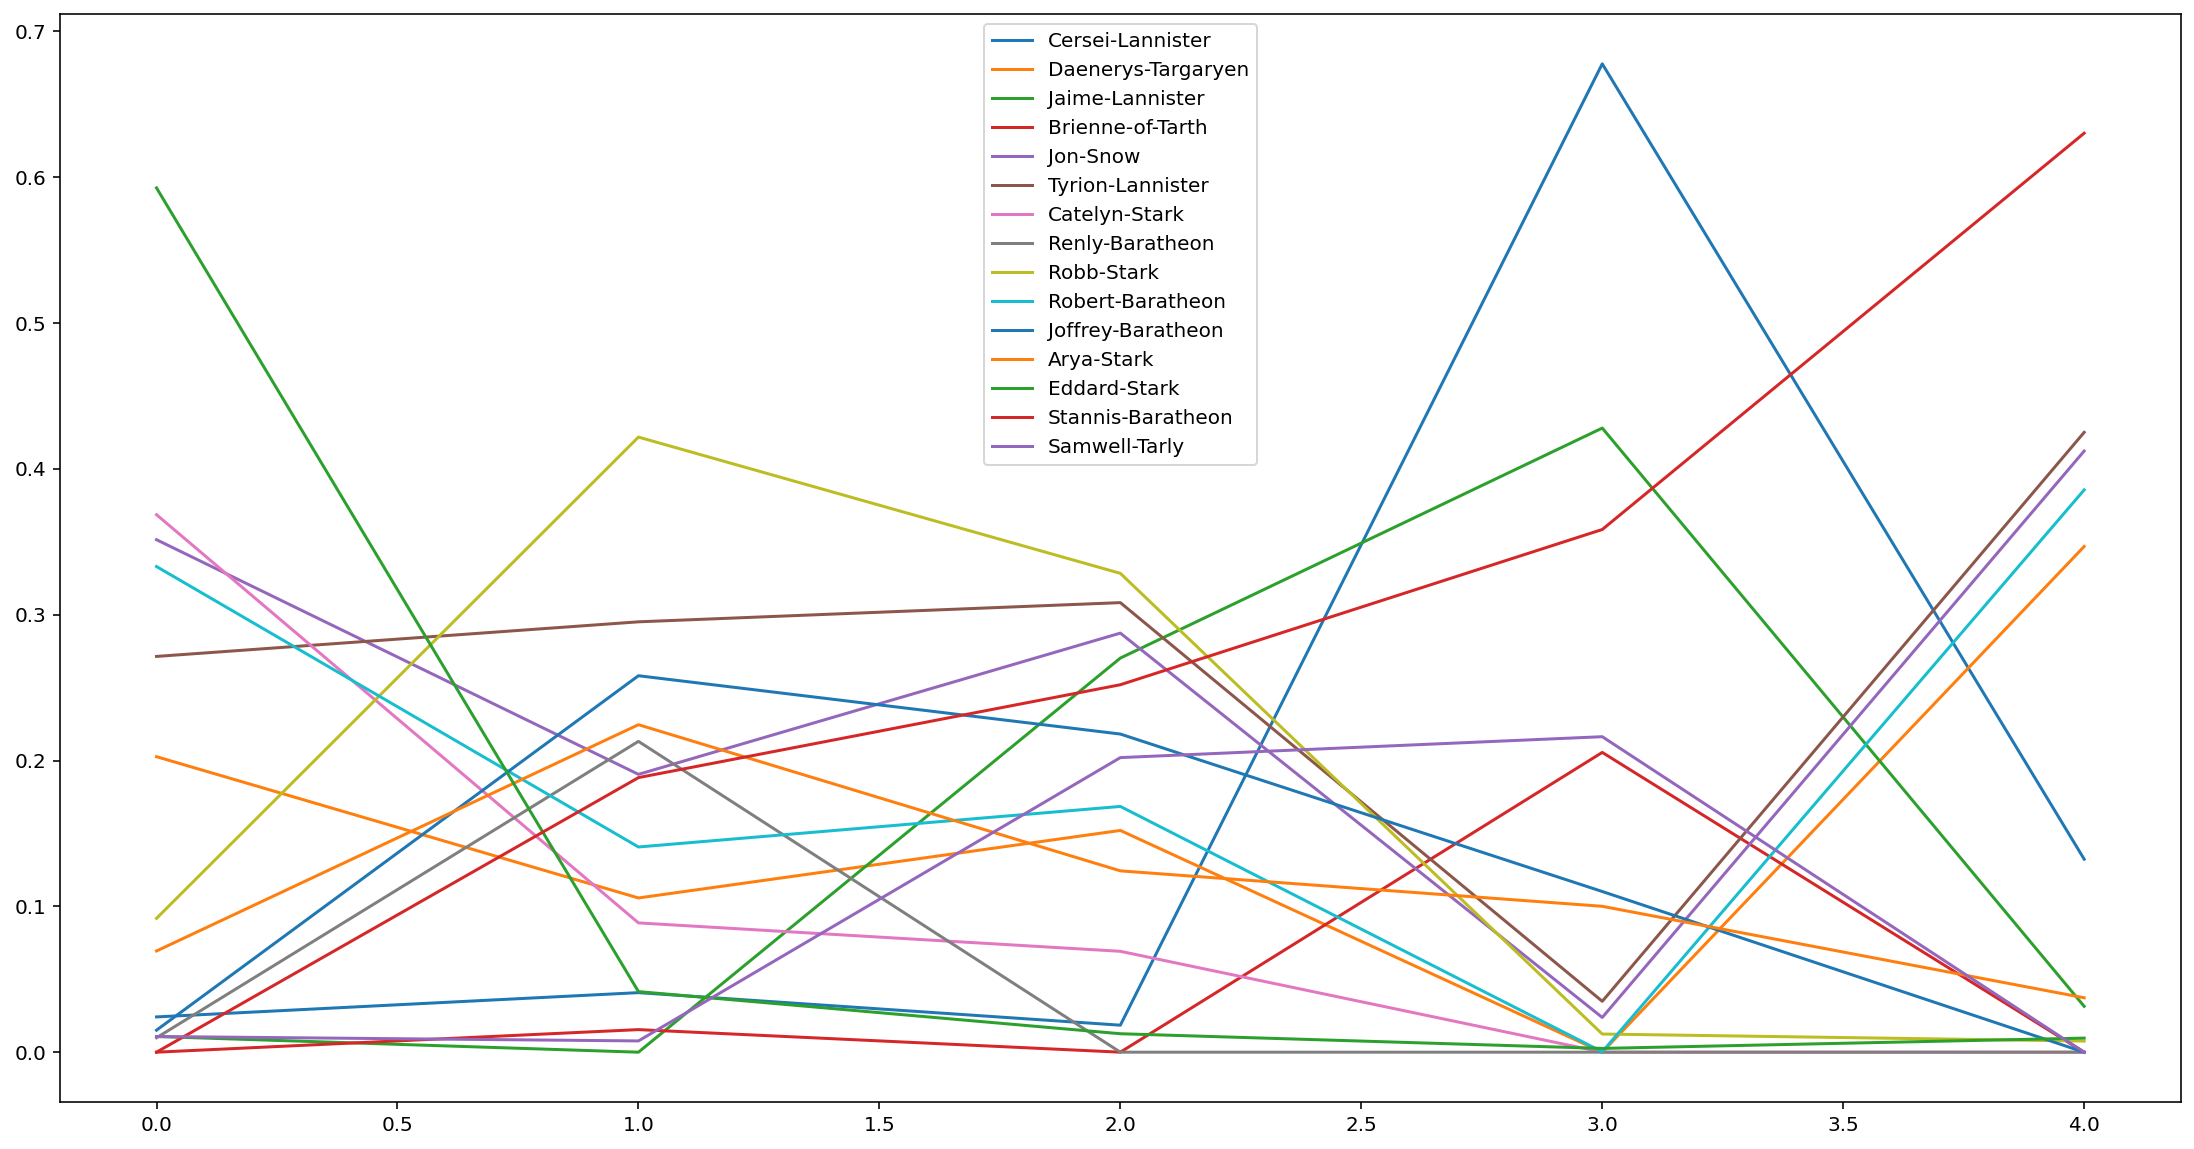 0.7
0.6
0.5
0.4
0.3
0.2
0.1
0.0
Cersei-Lannister
Daenerys-Targaryen
Jaime-Lannister
Brienne-of-Tarth
Jon-Snow
Tyrion-Lannister
Catelyn-Stark
Renly-Baratheon
Robb-Stark
Robert-Baratheon
Joffrey-Baratheon
Arya-Stark
Eddard-Stark
Stannis-Baratheon
Samwell-Tarly
0.0 0.5 1.0 1.5 2.0 2.5 3.0 3.5 4.0